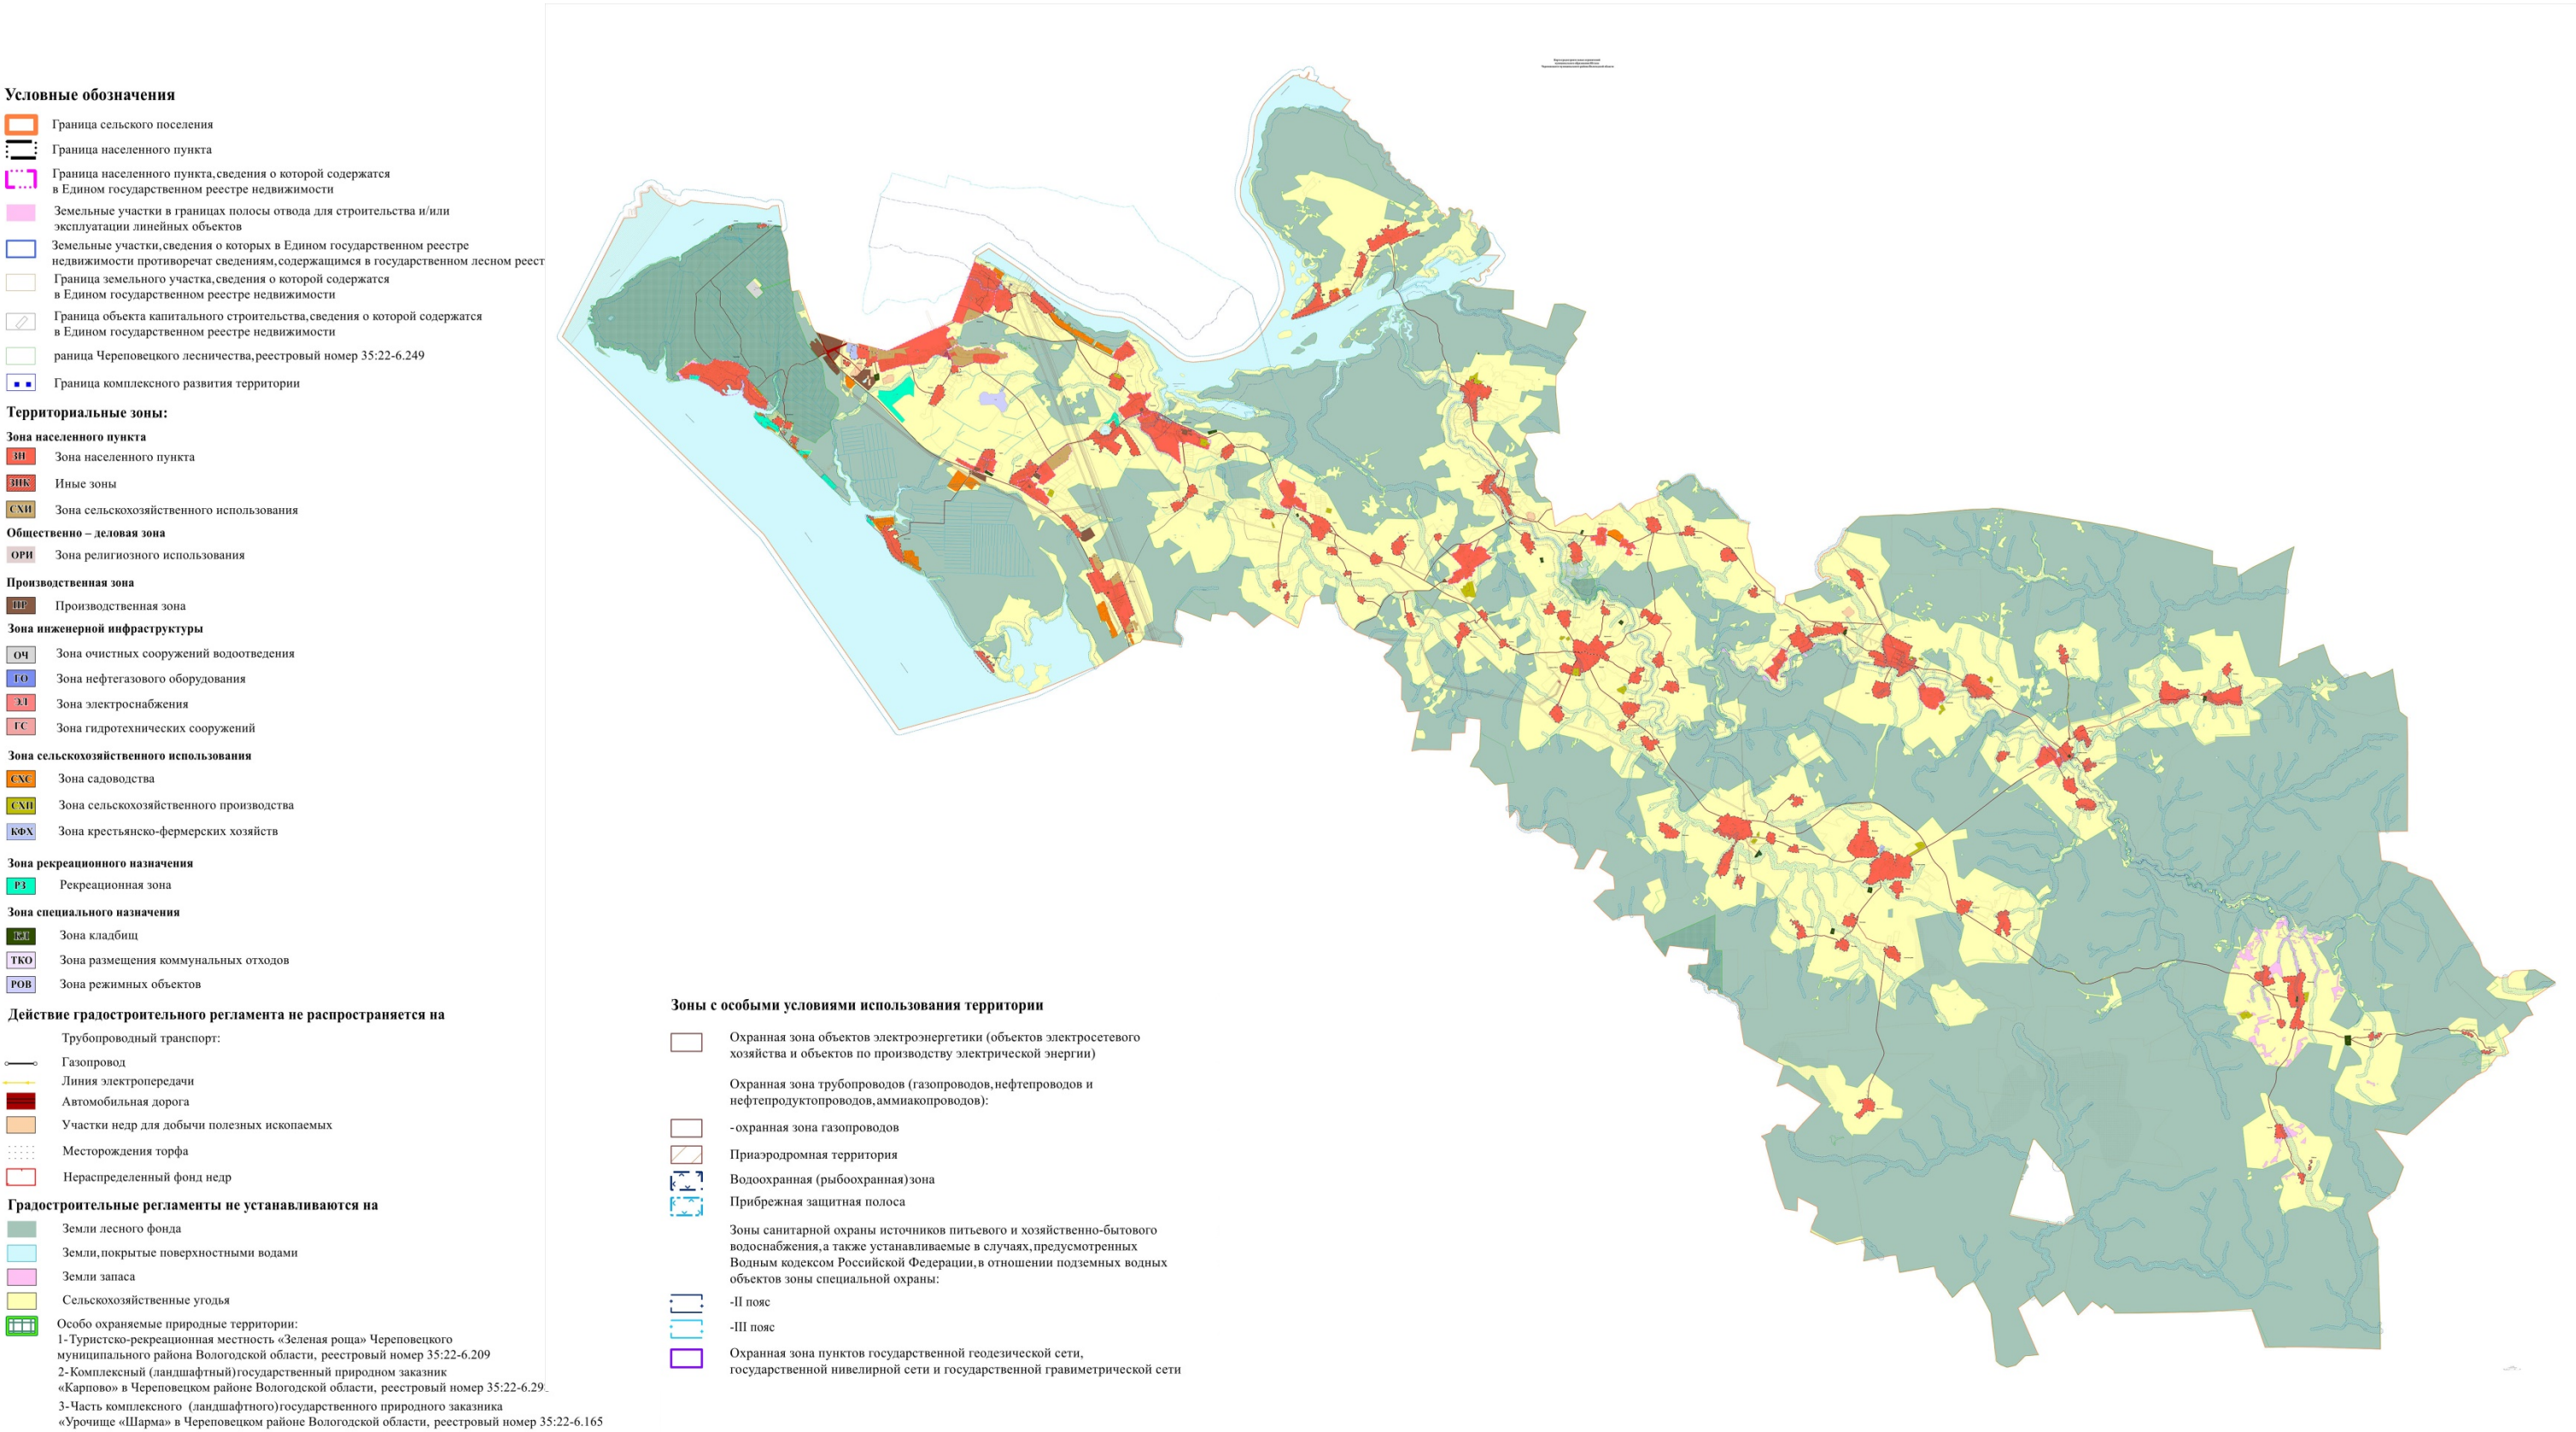 Условные обозначения
Граница сельского поселения
Граница населенного пункта
Граница населенного пункта, сведения о которой содержатся
в Едином государственном реестре недвижимости
Земельные участки в границах полосы отвода для строительства и/или
эксплуатации линейных объектов
Земельные участки, сведения о которых в Едином государственном реестре
недвижимости противоречат сведениям, содержащимся в государственном лесном реест
Граница земельного участка, сведения о которой содержатся
в Едином государственном реестре недвижимости
Граница объекта капитального строительства, сведения о которой содержатся
в Едином государственном реестре недвижимости
раница Череповецкого лесничества, реестровый номер 35:22-6.249
Граница комплексного развития территории
Территориальные зоны:
Зона населенного пункта
ЗН Зона населенного пункта
ЗНК Иные зоны
СХИ Зона сельскохозяйственного использования
Общественно – деловая зона
ОРИ Зона религиозного использования
Производственная зона
ПР Производственная зона
Зона инженерной инфраструктуры
ОЧ Зона очистных сооружений водоотведения
ГО Зона нефтегазового оборудования
ЭЛ Зона электроснабжения
ГС Зона гидротехнических сооружений
Зона сельскохозяйственного использования
СХС Зона садоводства
СХП Зона сельскохозяйственного производства
КФХ Зона крестьянско-фермерских хозяйств
Зона рекреационного назначения
РЗ Рекреационная зона
Зона специального назначения
КЛ Зона кладбищ
ТКО Зона размещения коммунальных отходов
РОВ Зона режимных объектов
Действие градостроительного регламента не распространяется на
Трубопроводный транспорт:
Газопровод
Линия электропередачи
Автомобильная дорога
Участки недр для добычи полезных ископаемых
Месторождения торфа
Нераспределенный фонд недр
Градостроительные регламенты не устанавливаются на
Земли лесного фонда
Земли, покрытые поверхностными водами
Земли запаса
Сельскохозяйственные угодья
Особо охраняемые природные территории:
1-Туристско-рекреационная местность «Зеленая роща» Череповецкого
муниципального района Вологодской области, реестровый номер 35:22-6.209
2-Комплексный (ландшафтный) государственный природном заказник
«Карпово» в Череповецком районе Вологодской области, реестровый номер 35:22-6.29
3-Часть комплексного (ландшафтного) государственного природного заказника
«Урочище «Шарма» в Череповецком районе Вологодской области, реестровый номер 35:22-6.165
Зоны с особыми условиями использования территории
Охранная зона объектов электроэнергетики (объектов электросетевого
хозяйства и объектов по производству электрической энергии)
Охранная зона трубопроводов (газопроводов, нефтепроводов и
нефтепродуктопроводов, аммиакопроводов):
-охранная зона газопроводов
Приаэродромная территория
Водоохранная (рыбоохранная) зона
Прибрежная защитная полоса
Зоны санитарной охраны источников питьевого и хозяйственно-бытового
водоснабжения, а также устанавливаемые в случаях, предусмотренных
Водным кодексом Российской Федерации, в отношении подземных водных
объектов зоны специальной охраны:
-II пояс
-III пояс
Охранная зона пунктов государственной геодезической сети,
государственной нивелирной сети и государственной гравиметрической сети